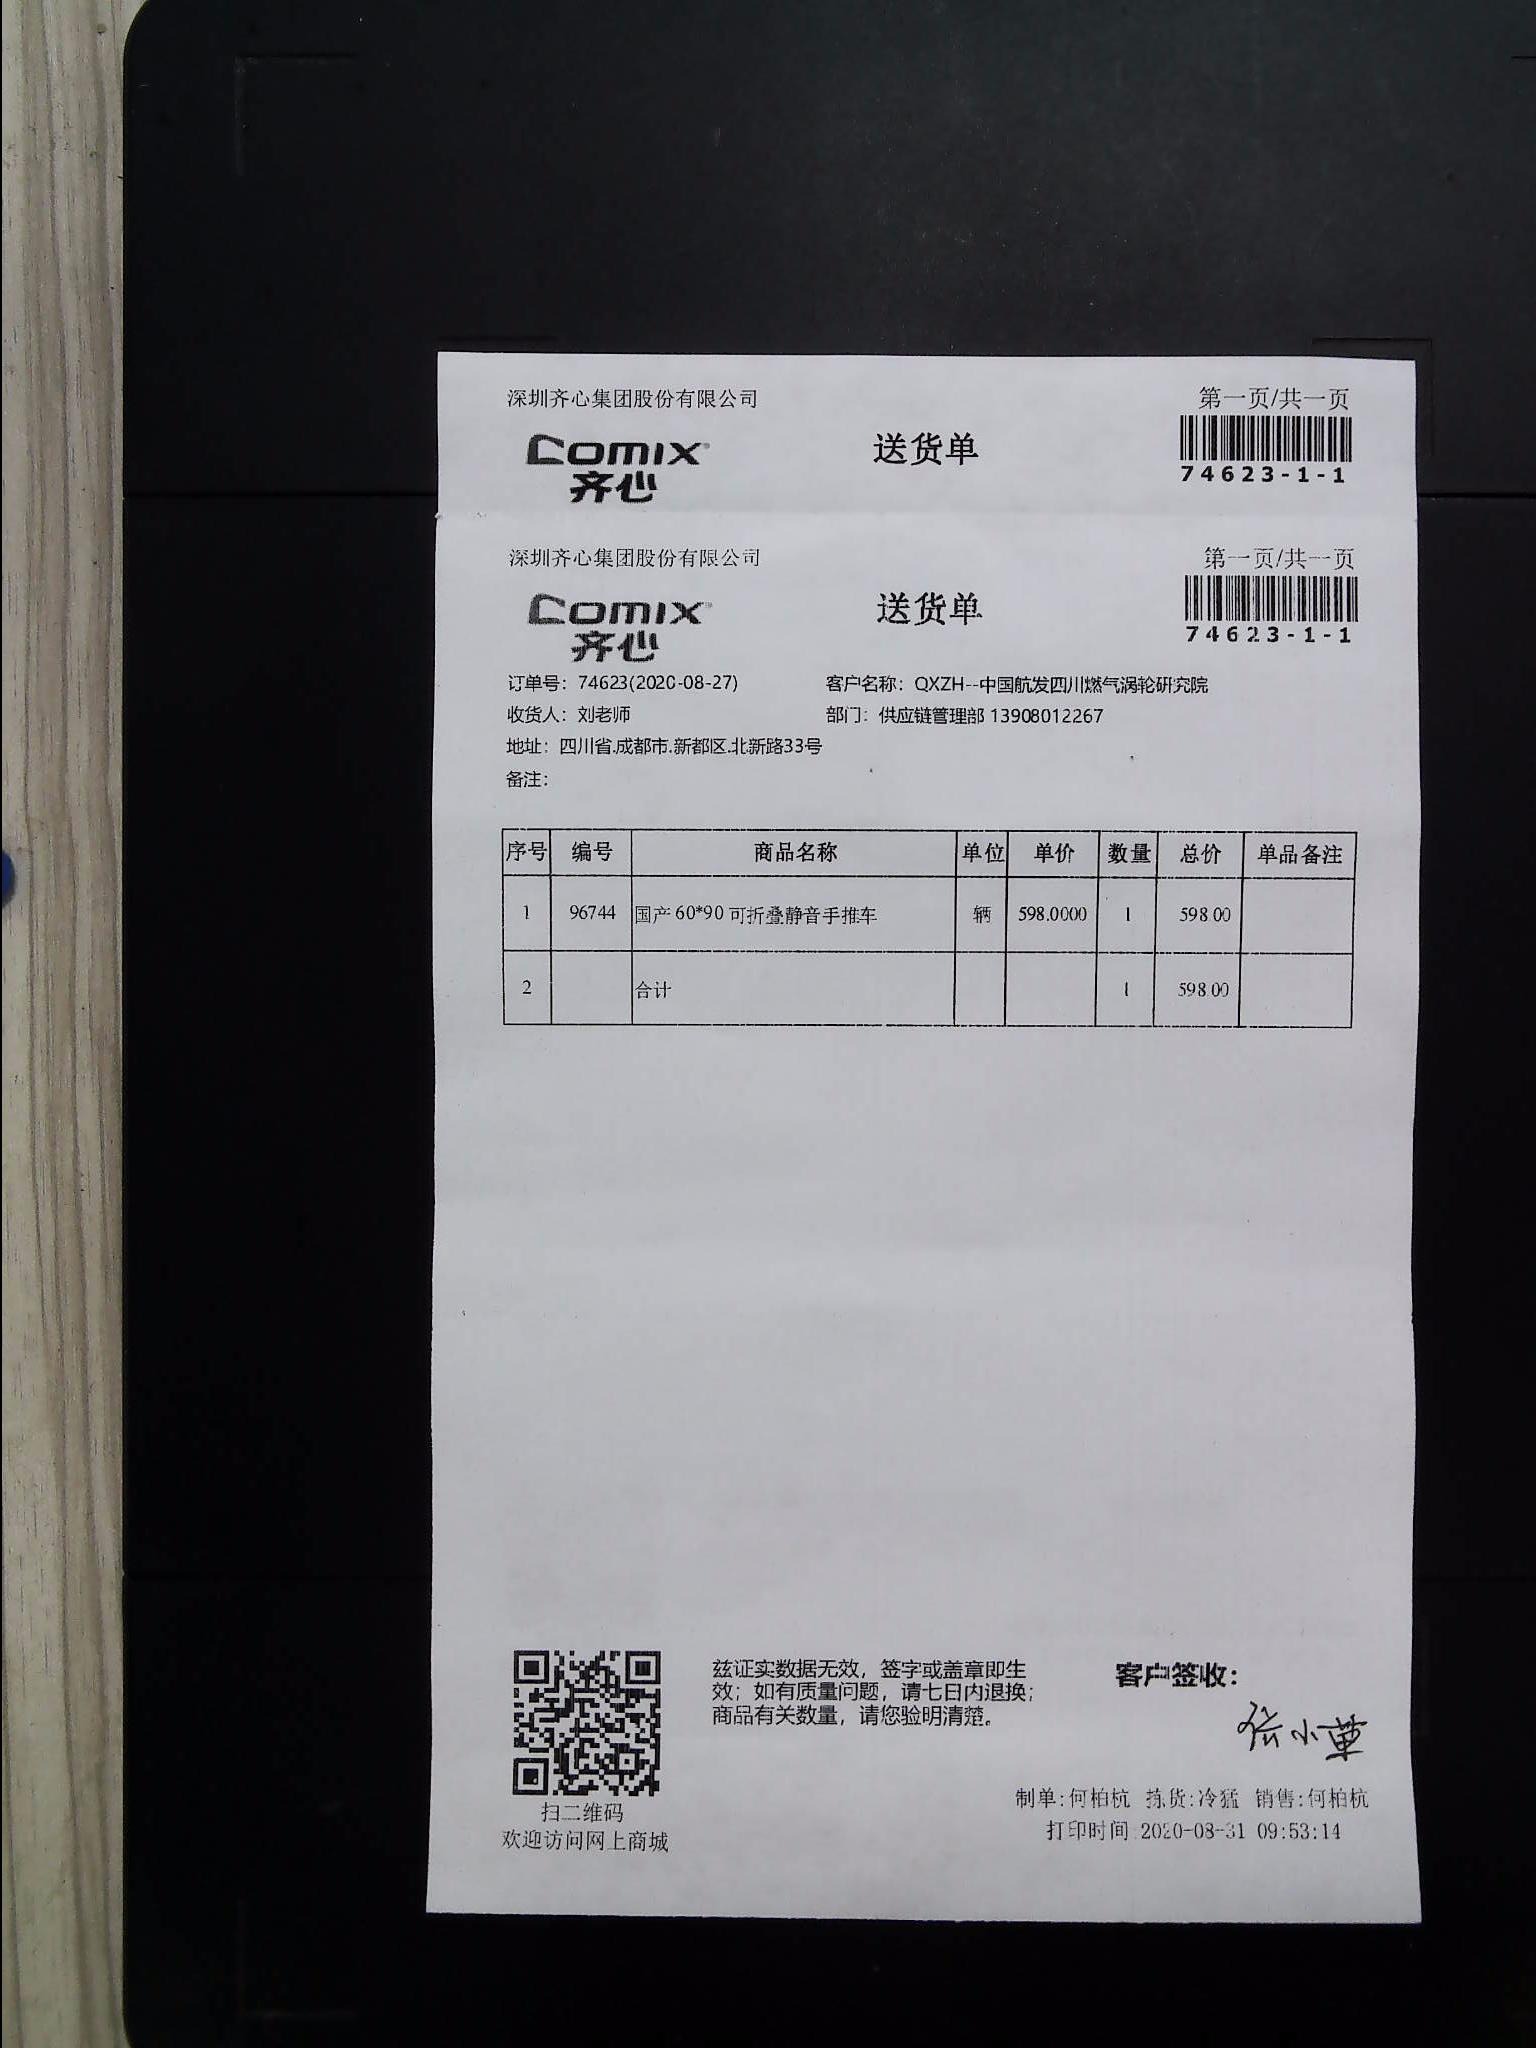 深圳齐心集团股份有限公司
第一页/共一页
comix
齐心
送货单
74623-1-1
深圳齐心集团股份有限公司
第一页/共一页
comix
齐心
送货单
74623-1-1
订单号：74623(2020-08-27) 客户名称：QXZH--中国航发四川燃气涡轮研究院
收货人：刘老师 部门：供应链管理部 13908012267
地址：四川省.成都市.新都区.北新路33号
备注：
序号 编号 商品名称 单位 单价 数量 总价 单品备注
1 96744 国产 60*90 可折叠静音手推车 辆 598.0000 1 598.00
2 合计 1 598.00
兹证实数据无效，签字或盖章即生
效；如有质量问题，请七日内退换；
商品有关数量，请您验明清楚。
客户签收：
扫二维码
欢迎访问网上商城
制单:何柏杭 拣货:冷猛 销售:何柏杭
打印时间:2020-08-31 09:53:14